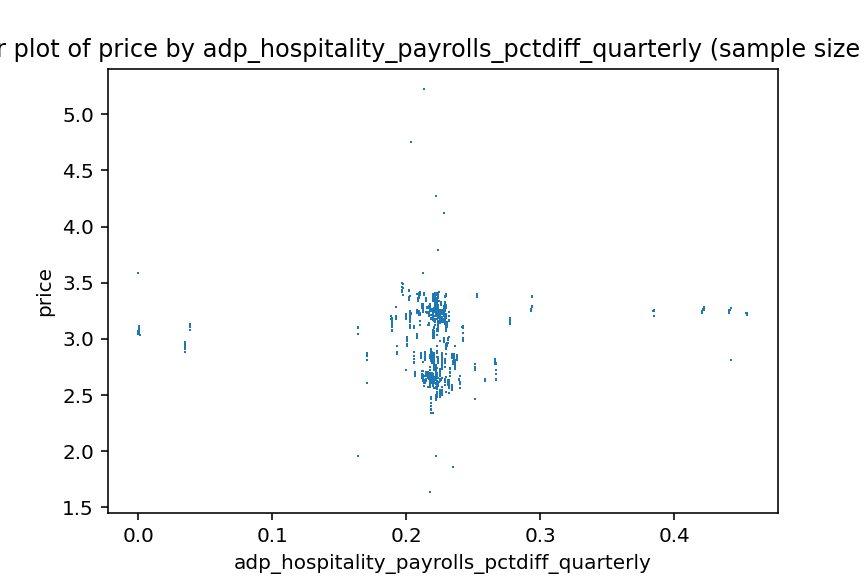 r plot of price by adp_hospitality_payrolls_pctdiff_quarterly (sample size
5.0
4.5
4.0
3.5
3.0
2.5
2.0
1.5
price
0.0 0.1 0.2 0.3 0.4
adp_hospitality_payrolls_pctdiff_quarterly